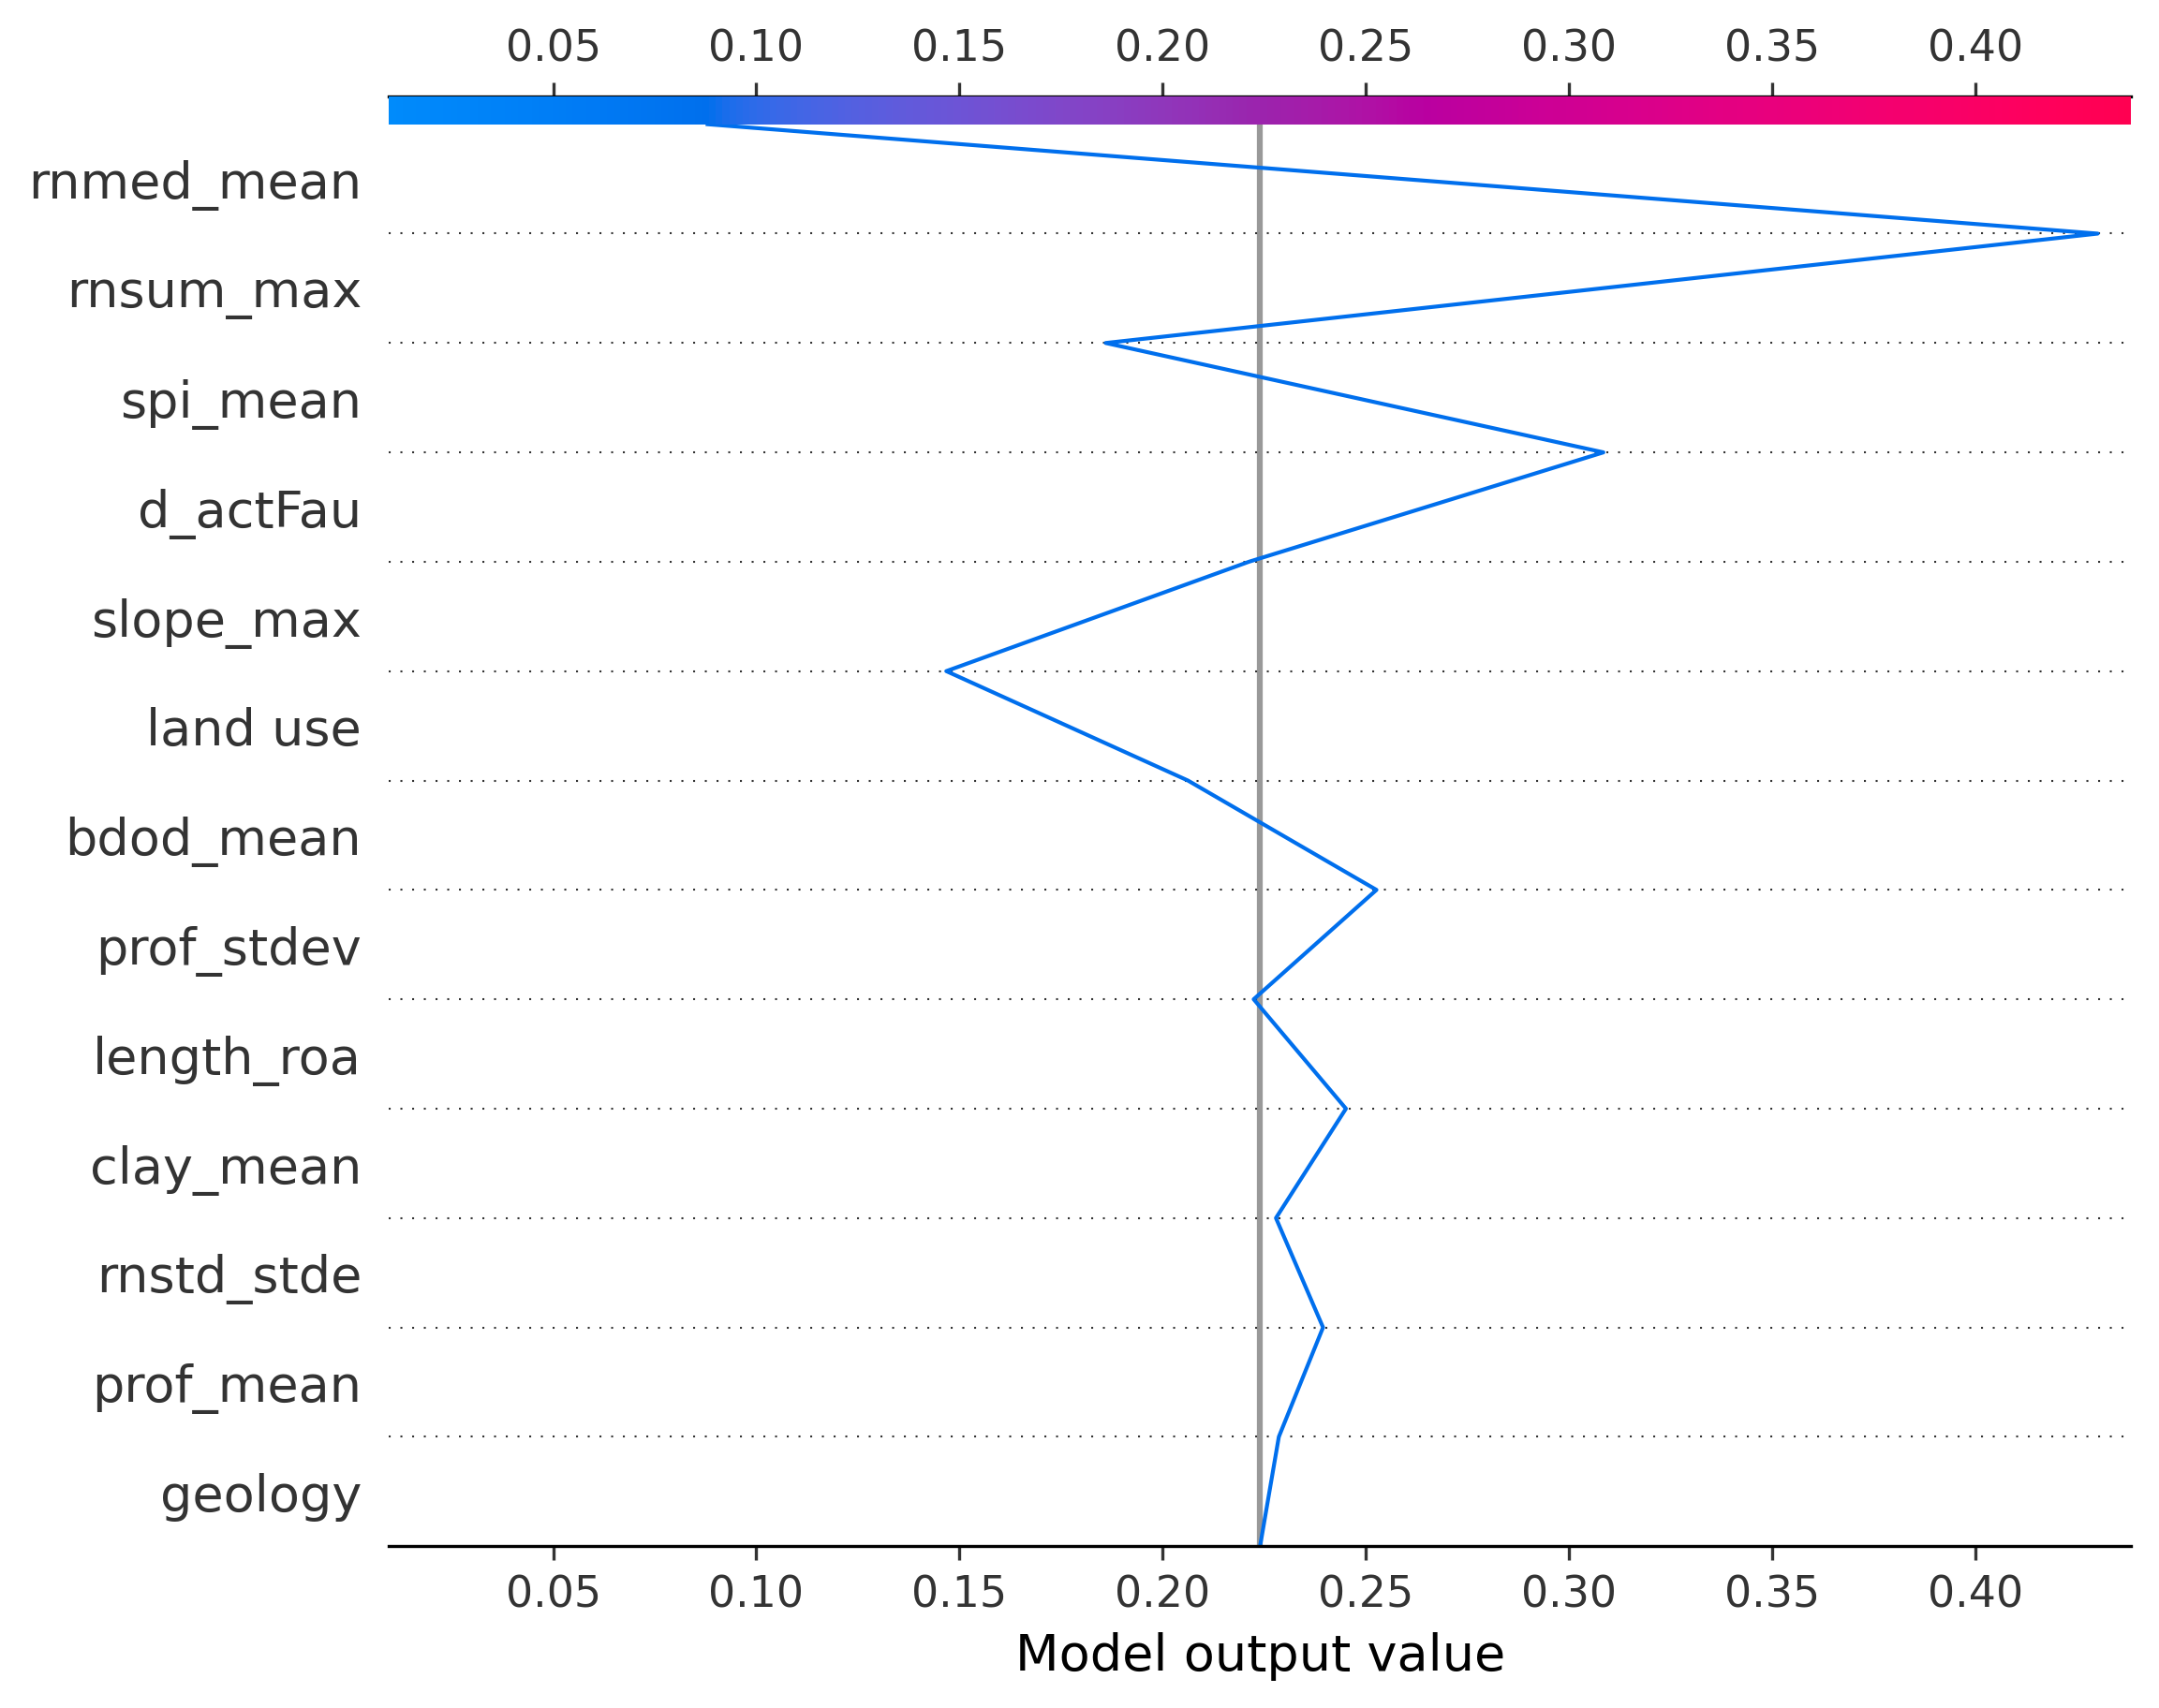 0.05 0.10 0.15 0.20 0.25 0.30 0.35 0.40
rnmed_mean
rnsum_max
spi_mean
d_actFau
slope_max
land use
bdod_mean
prof_stdev
length_roa
clay_mean
rnstd_stde
prof_mean
geology
0.05 0.10 0.15 0.20 0.25 0.30 0.35 0.40
Model output value